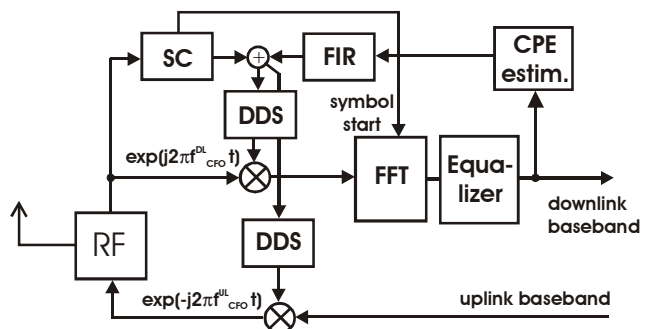 SC
+
FIR
CPE
estim.
DDS
symbol
start
exp(j2πf^DL_CFO t)
FFT
Equa-
lizer
downlink
baseband
RF
DDS
exp(-j2πf^UL_CFO t)
uplink baseband